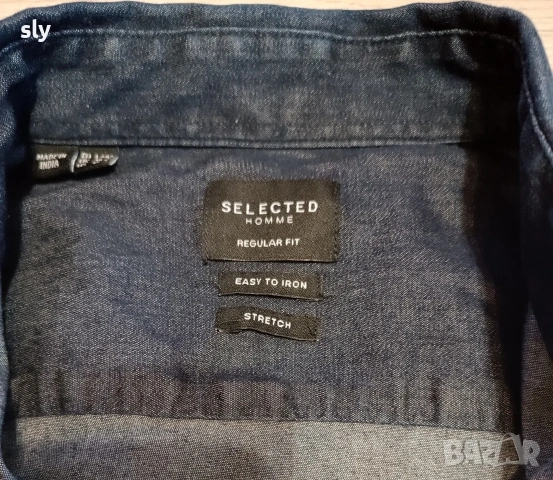 sly
MADE IN
INDIA
SELECTED
HOMME
REGULAR FIT
EASY TO IRON
STRETCH
BAZAR